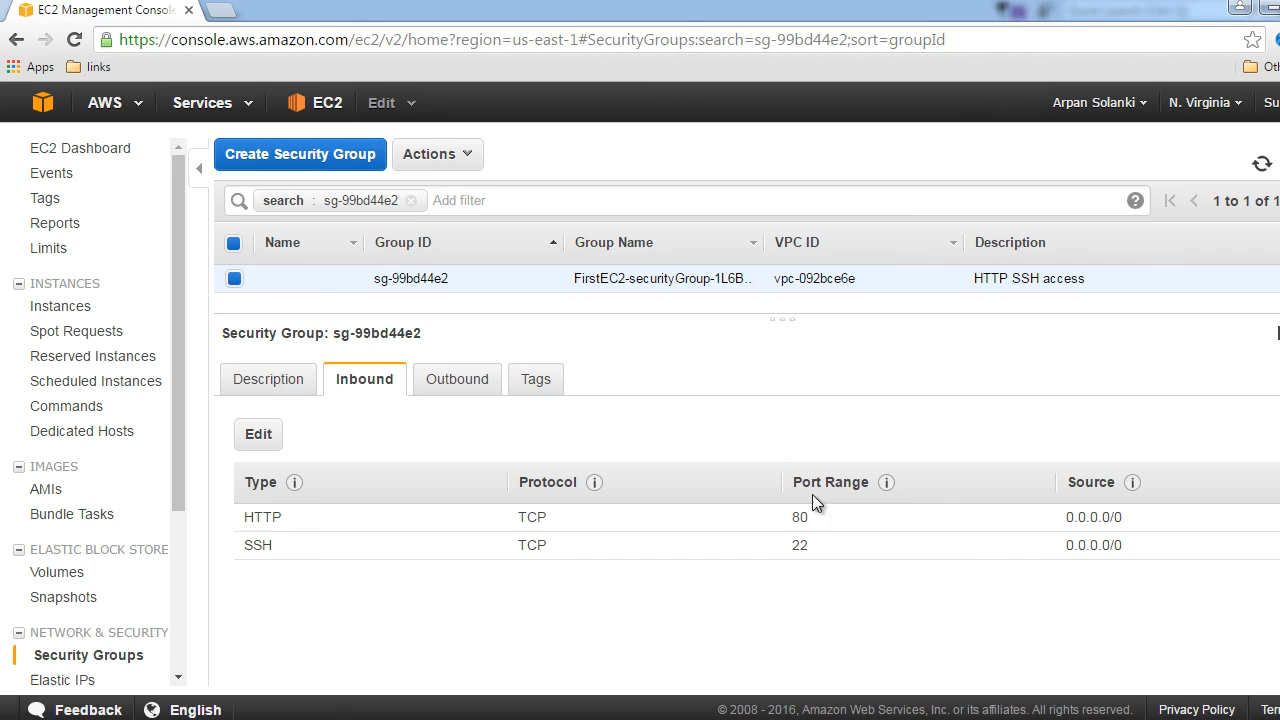 EC2 Management Console
https://console.aws.amazon.com/ec2/v2/home?region=us-east-1#SecurityGroups:search=sg-99bd44e2;sort=groupId
Apps links Oth
AWS Services EC2 Edit Arpan Solanki N. Virginia Su
EC2 Dashboard
Events
Tags
Reports
Limits
INSTANCES
Instances
Spot Requests
Reserved Instances
Scheduled Instances
Commands
Dedicated Hosts
IMAGES
AMIs
Bundle Tasks
ELASTIC BLOCK STORE
Volumes
Snapshots
NETWORK & SECURITY
Security Groups
Elastic IPs
Create Security Group Actions
search : sg-99bd44e2 Add filter 1 to 1 of 1
Name Group ID Group Name VPC ID Description
sg-99bd44e2 FirstEC2-securityGroup-1L6B... vpc-092bce6e HTTP SSH access
Security Group: sg-99bd44e2
Description Inbound Outbound Tags
Edit
Type Protocol Port Range Source
HTTP TCP 80 0.0.0.0/0
SSH TCP 22 0.0.0.0/0
Feedback English © 2008 - 2016, Amazon Web Services, Inc. or its affiliates. All rights reserved. Privacy Policy Ter